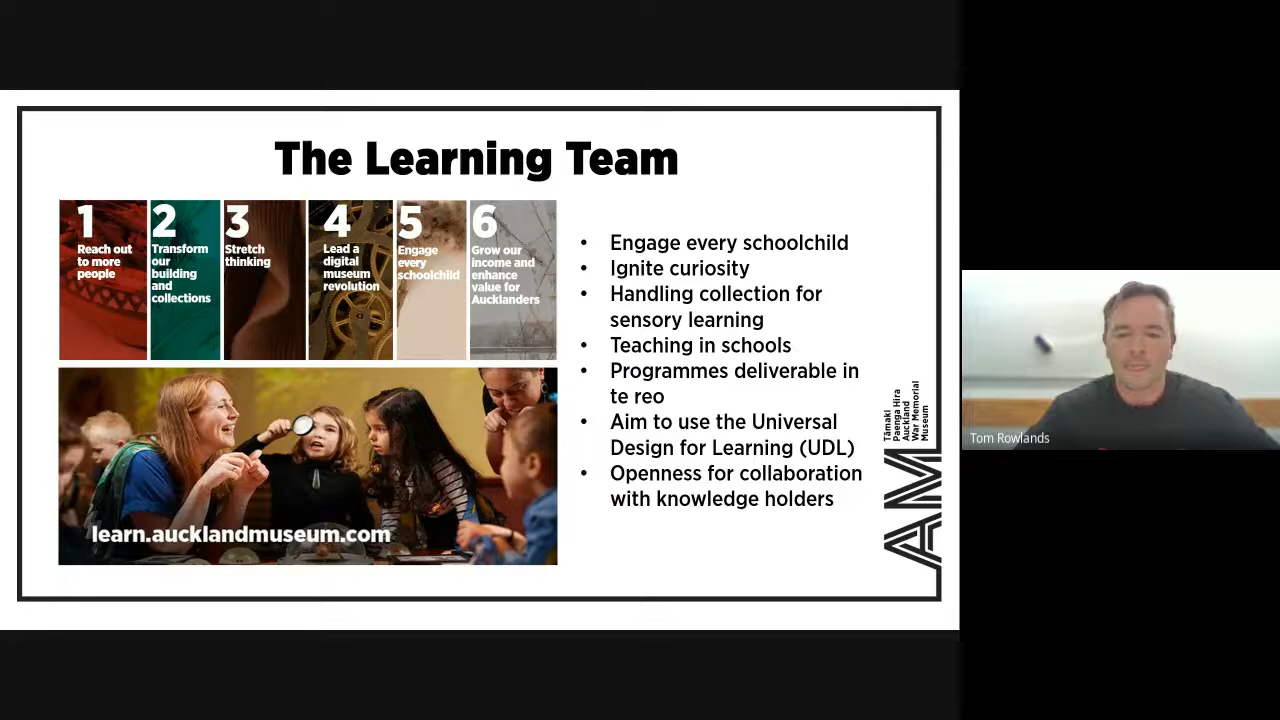 The Learning Team
1
Reach out
to more
people
2
Transform
our
building
and
collections
3
Stretch
thinking
4
Lead a
digital
museum
revolution
5
Engage
every
schoolchild
6
Grow our
income and
enhance
value for
Aucklanders
learn.aucklandmuseum.com
• Engage every schoolchild
• Ignite curiosity
• Handling collection for
sensory learning
• Teaching in schools
• Programmes deliverable in
te reo
• Aim to use the Universal
Design for Learning (UDL)
• Openness for collaboration
with knowledge holders
Tāmaki
Paenga Hira
Auckland
War Memorial
Museum
AM
Tom Rowlands